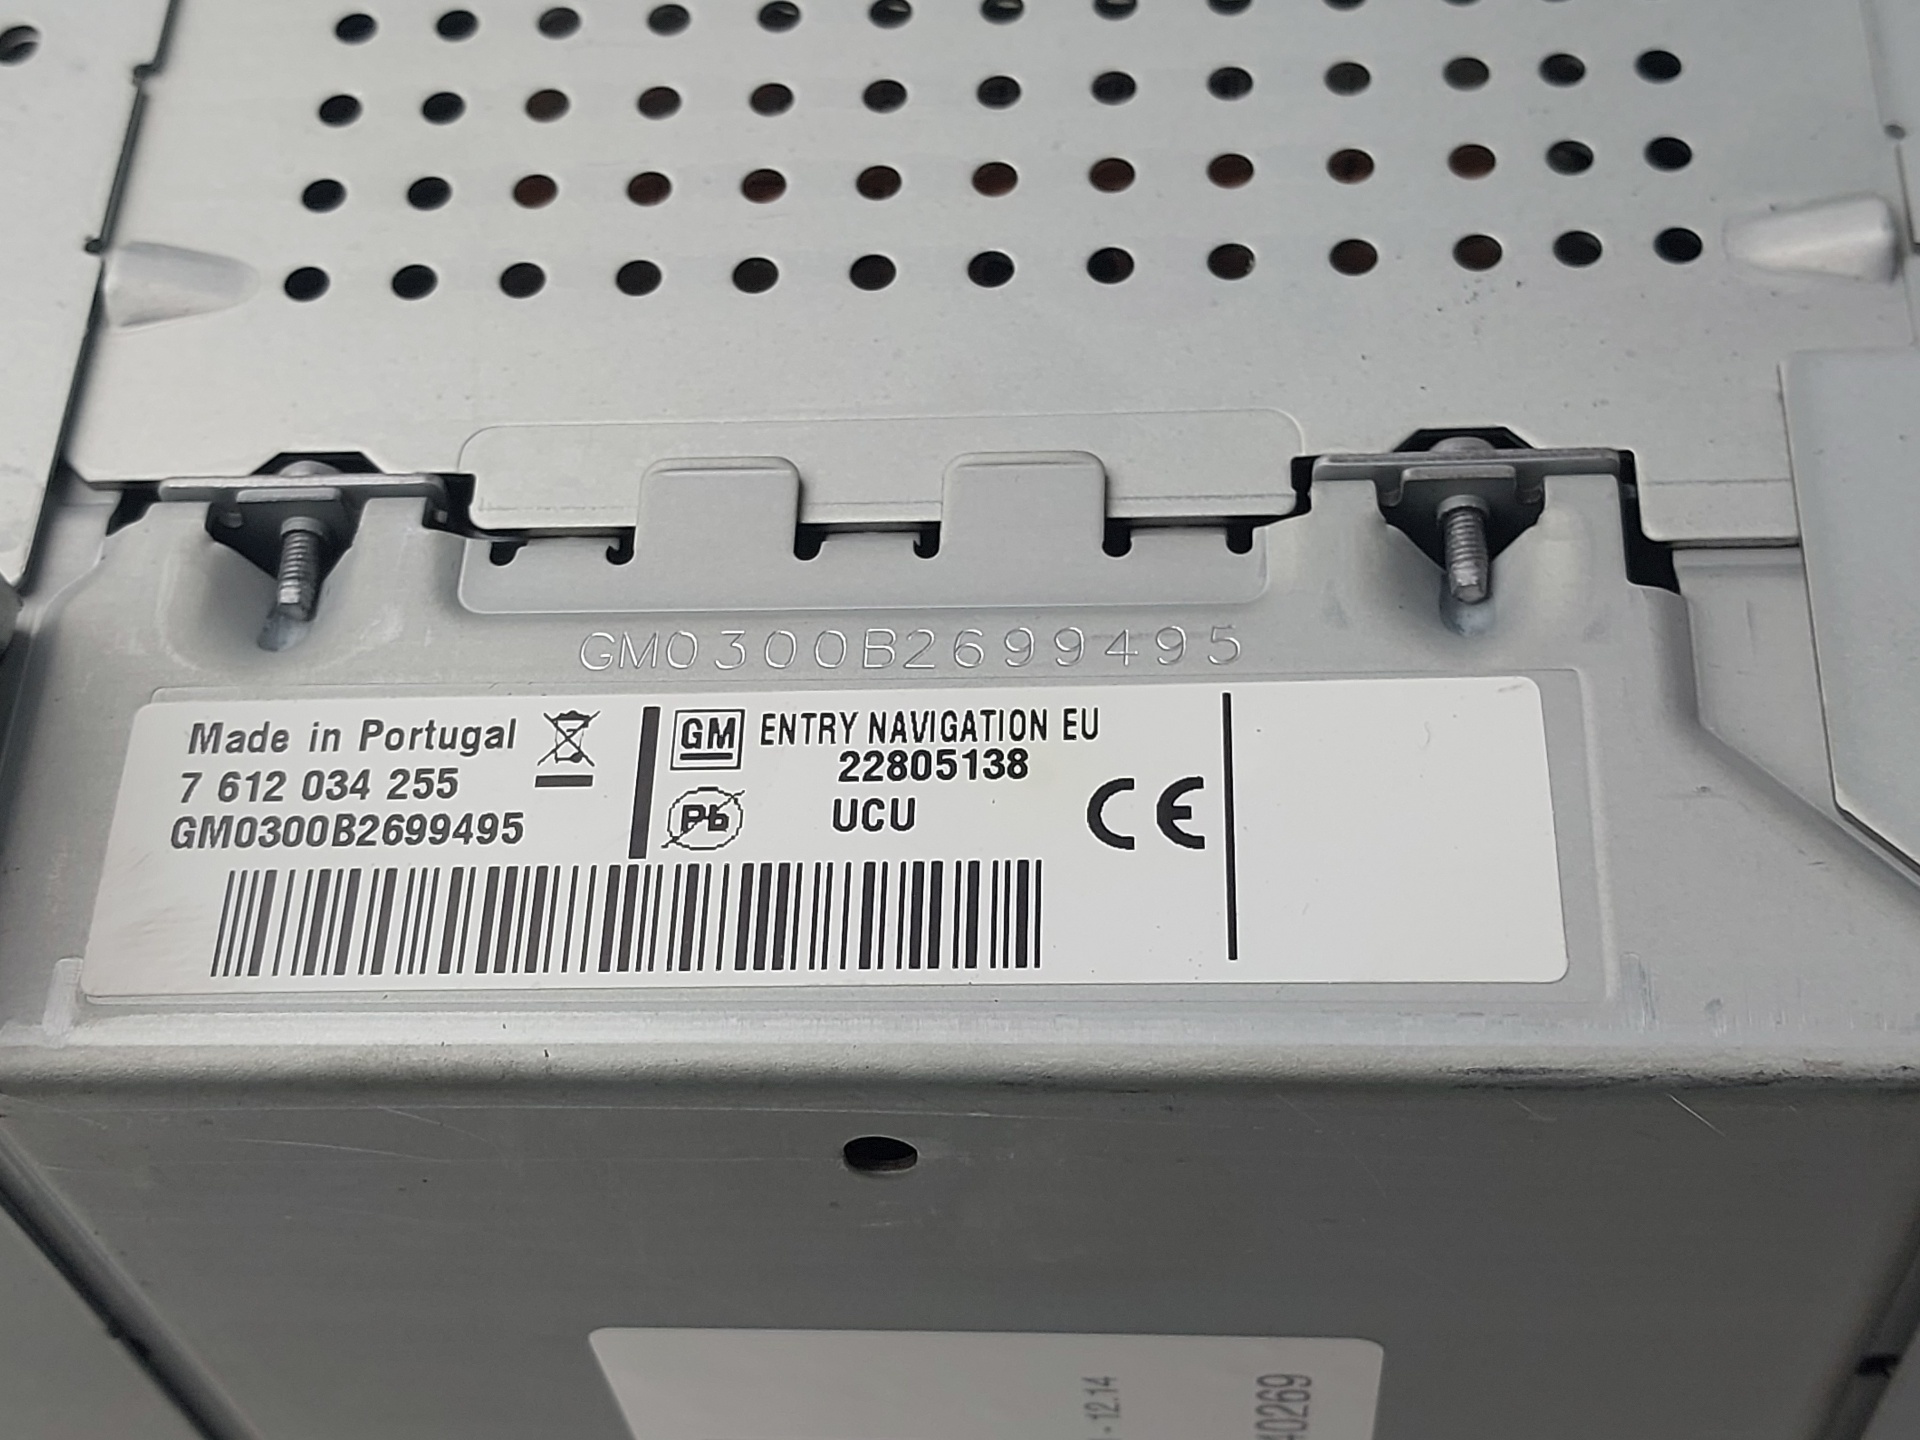 GM0300B2699495
Made in Portugal
7 612 034 255
GM0300B2699495
GM ENTRY NAVIGATION EU
22805138
Pb UCU CE
- 12.14